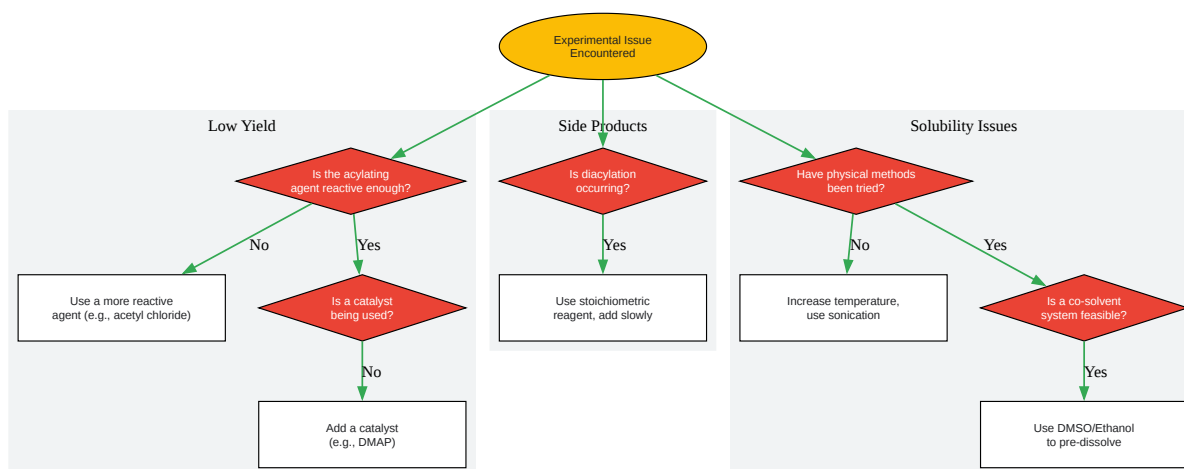 Experimental Issue
Encountered
Low Yield
Side Products
Solubility Issues
Is the acylating
agent reactive enough?
Is diacylation
occurring?
Have physical methods
been tried?
No
Yes
Yes
No
Yes
Use a more reactive
agent (e.g., acetyl chloride)
Is a catalyst
being used?
Use stoichiometric
reagent, add slowly
Increase temperature,
use sonication
Is a co-solvent
system feasible?
No
Yes
Add a catalyst
(e.g., DMAP)
Use DMSO/Ethanol
to pre-dissolve